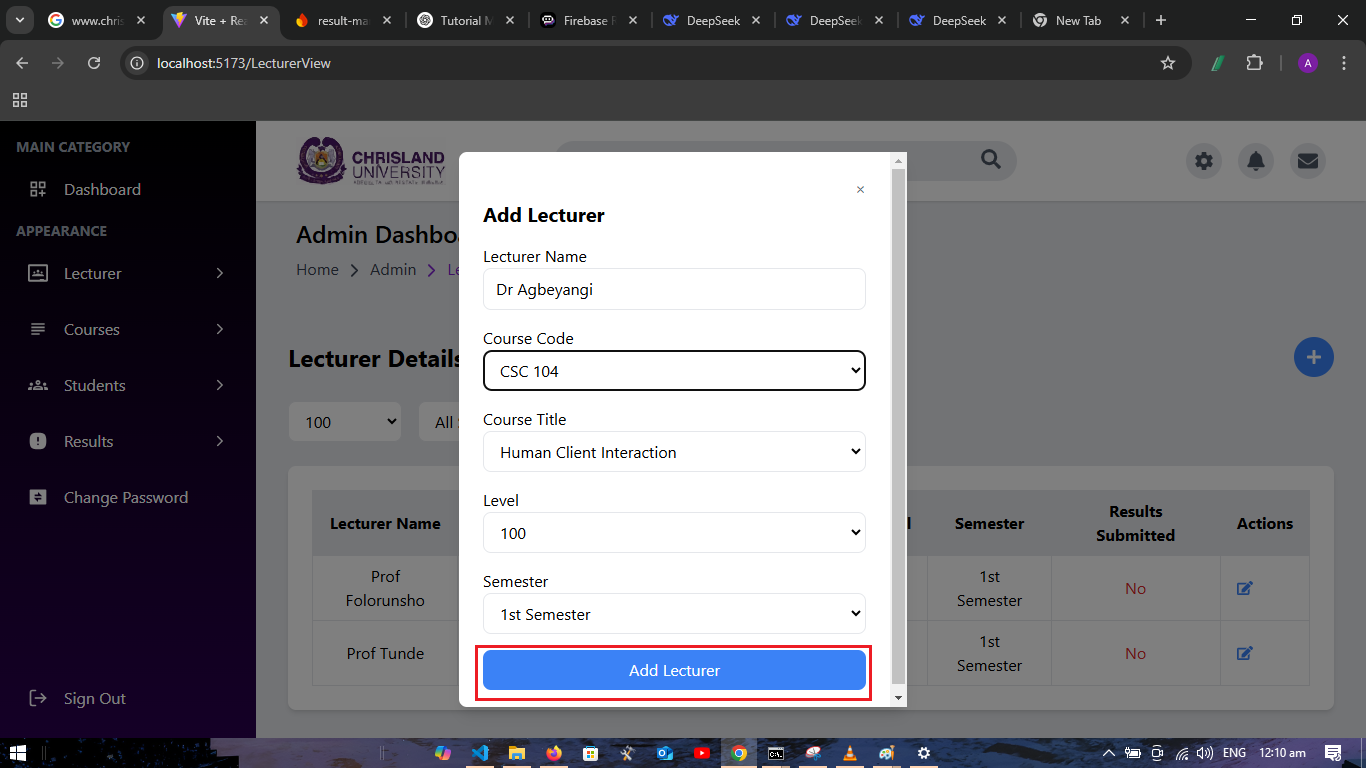 www.chris
Vite + Rea
result-mai
Tutorial M
Firebase R
DeepSeek
DeepSeek
DeepSeek
New Tab
localhost:5173/LecturerView
A
MAIN CATEGORY
Dashboard
APPEARANCE
Lecturer
Courses
Students
Results
Change Password
Sign Out
CHRISLAND
UNIVERSITY
Admin Dashboa
Home > Admin > Le
Lecturer Details
100
All
Add Lecturer
Lecturer Name
Dr Agbeyangi
Course Code
CSC 104
Course Title
Human Client Interaction
Level
100
Semester
1st Semester
Add Lecturer
Lecturer Name
Semester
Results
Submitted
Actions
Prof
Folorunsho
1st
Semester
No
Prof Tunde
1st
Semester
No
ENG
12:10 am